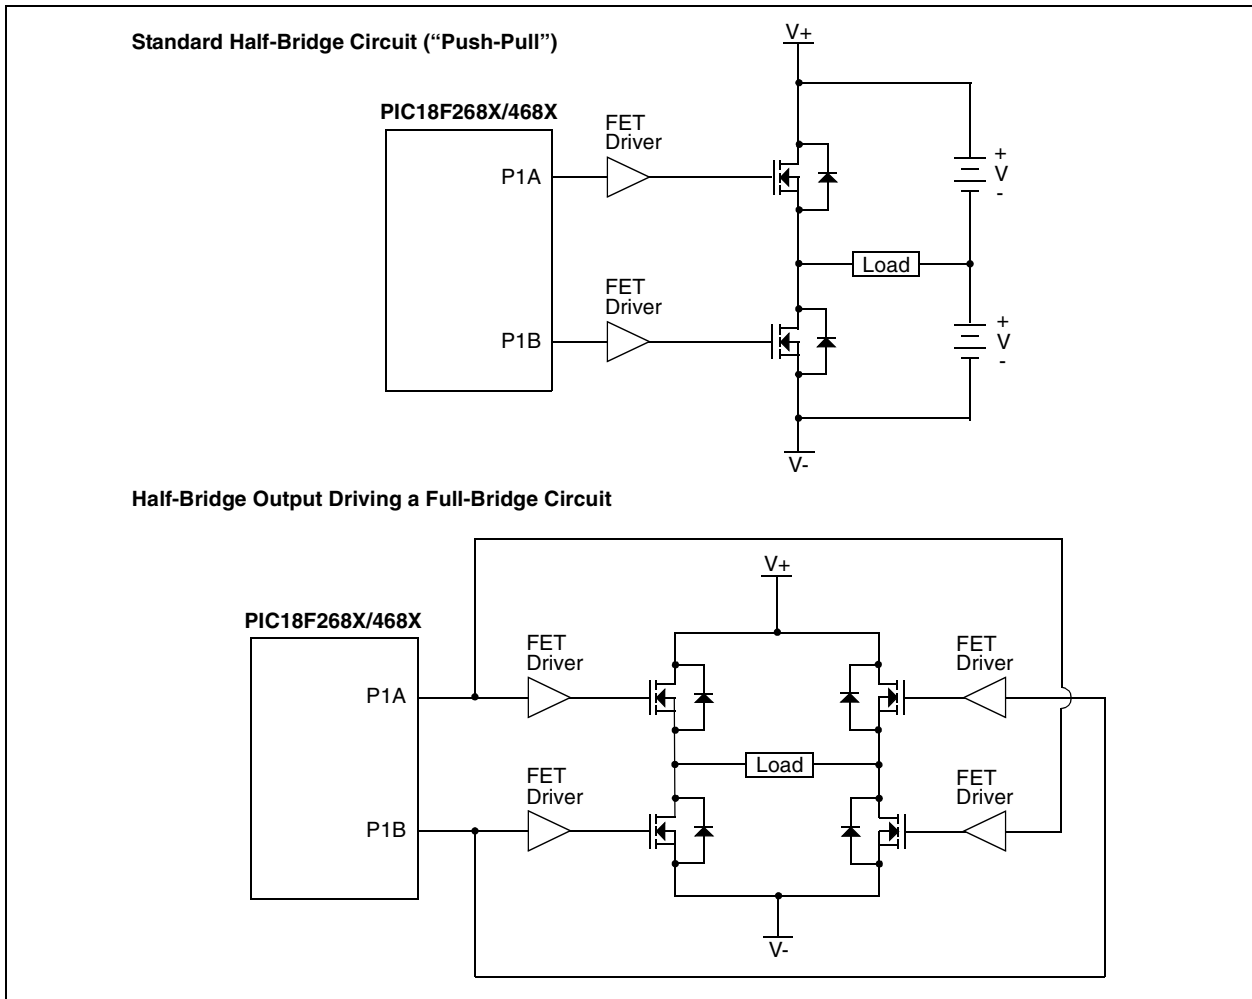 Standard Half-Bridge Circuit (“Push-Pull”)
V+
PIC18F268X/468X
FET
Driver
P1A
+
V
-
Load
FET
Driver
P1B
+
V
-
V-
Half-Bridge Output Driving a Full-Bridge Circuit
V+
PIC18F268X/468X
FET
Driver
FET
Driver
P1A
Load
FET
Driver
FET
Driver
P1B
V-